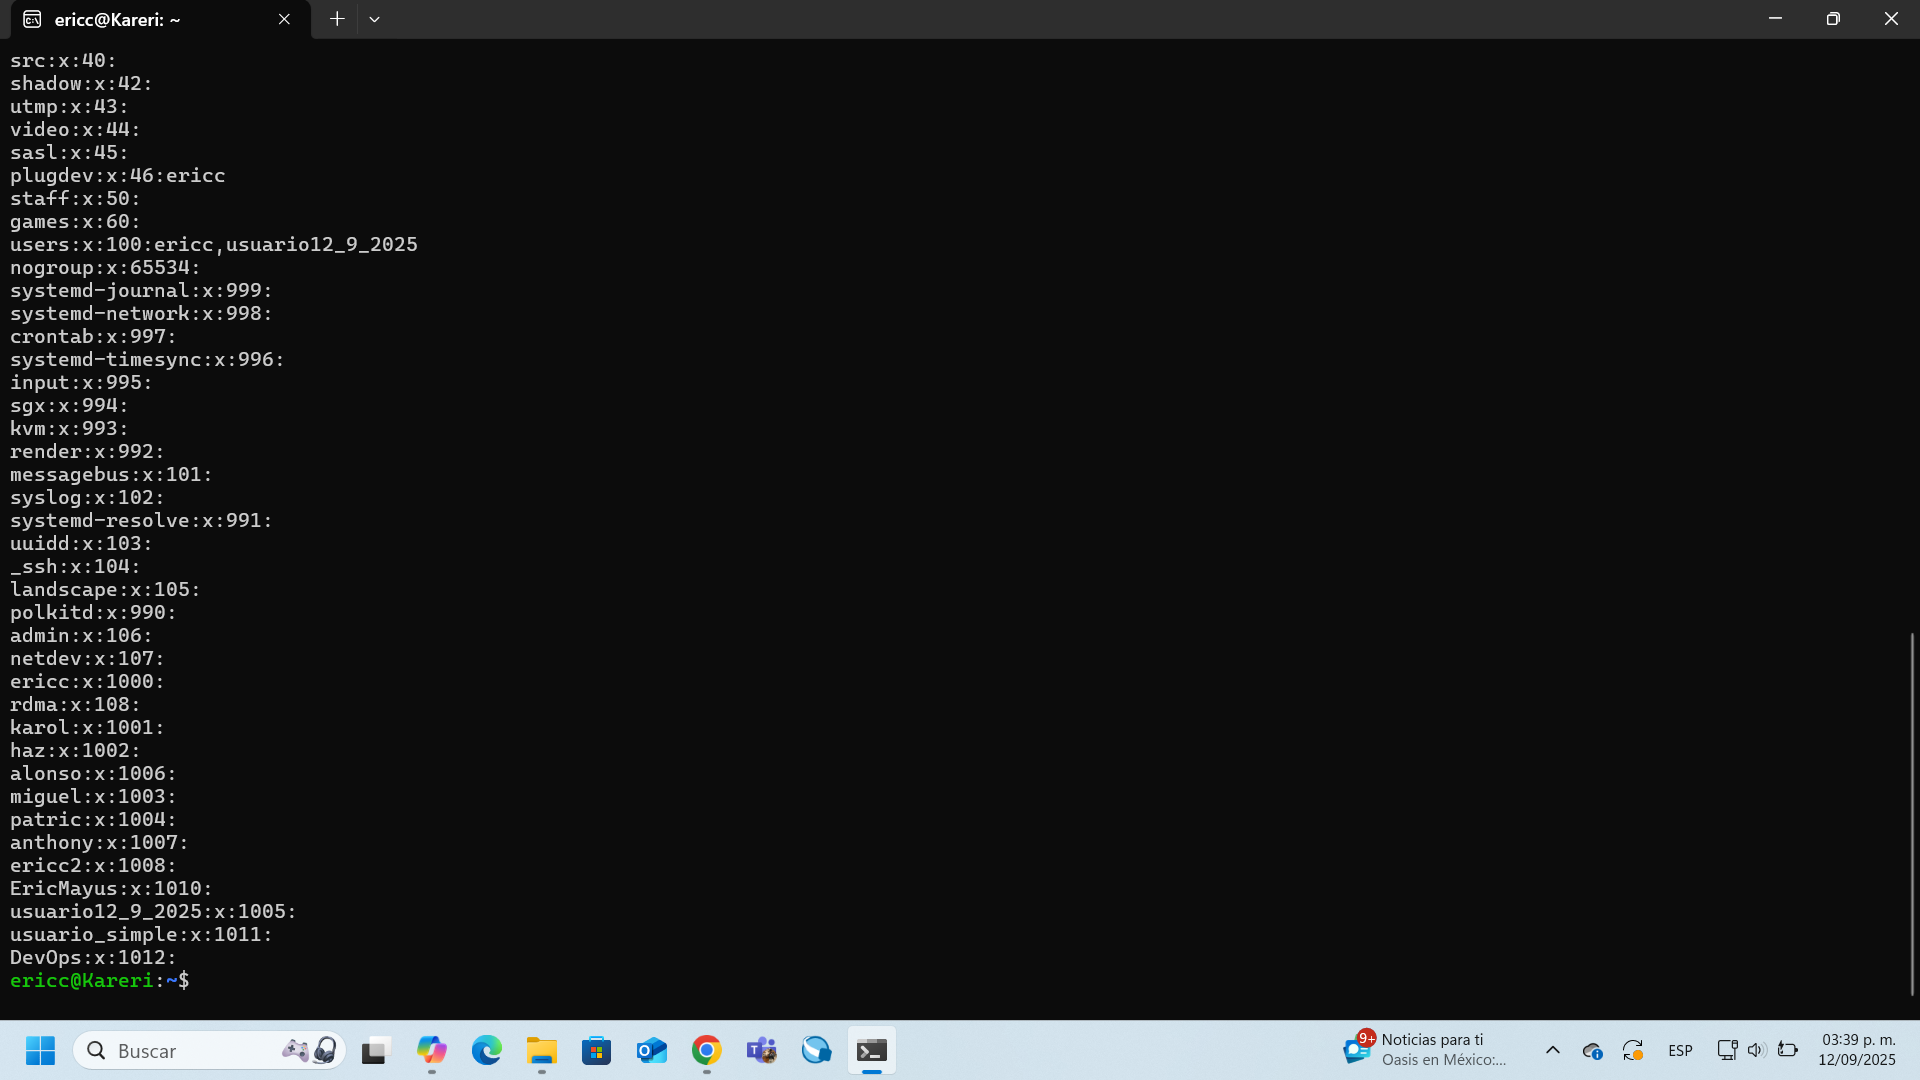 ericc@Kareri: ~
src:x:40:
shadow:x:42:
utmp:x:43:
video:x:44:
sasl:x:45:
plugdev:x:46:ericc
staff:x:50:
games:x:60:
users:x:100:ericc,usuario12_9_2025
nogroup:x:65534:
systemd-journal:x:999:
systemd-network:x:998:
crontab:x:997:
systemd-timesync:x:996:
input:x:995:
sgx:x:994:
kvm:x:993:
render:x:992:
messagebus:x:101:
syslog:x:102:
systemd-resolve:x:991:
uuidd:x:103:
_ssh:x:104:
landscape:x:105:
polkitd:x:990:
admin:x:106:
netdev:x:107:
ericc:x:1000:
rdma:x:108:
karol:x:1001:
haz:x:1002:
alonso:x:1006:
miguel:x:1003:
patric:x:1004:
anthony:x:1007:
ericc2:x:1008:
EricMayus:x:1010:
usuario12_9_2025:x:1005:
usuario_simple:x:1011:
DevOps:x:1012:
ericc@Kareri:~$
Buscar
9+
Noticias para ti
Oasis en México:...
ESP
03:39 p. m.
12/09/2025